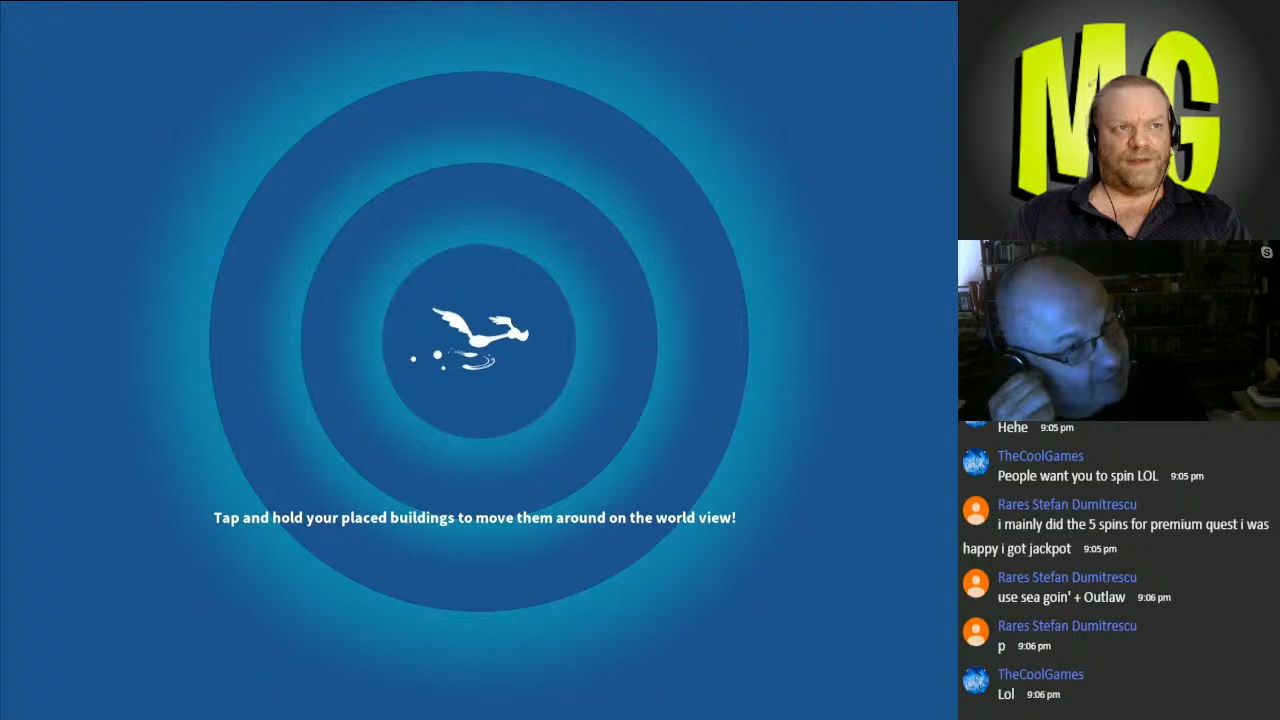 MG
Tap and hold your placed buildings to move them around on the world view!
Hehe 9:05 pm
TheCoolGames
People want you to spin LOL 9:05 pm
Rares Stefan Dumitrescu
i mainly did the 5 spins for premium quest i was
happy i got jackpot 9:05 pm
Rares Stefan Dumitrescu
use sea goin' + Outlaw 9:06 pm
Rares Stefan Dumitrescu
p 9:06 pm
TheCoolGames
Lol 9:06 pm